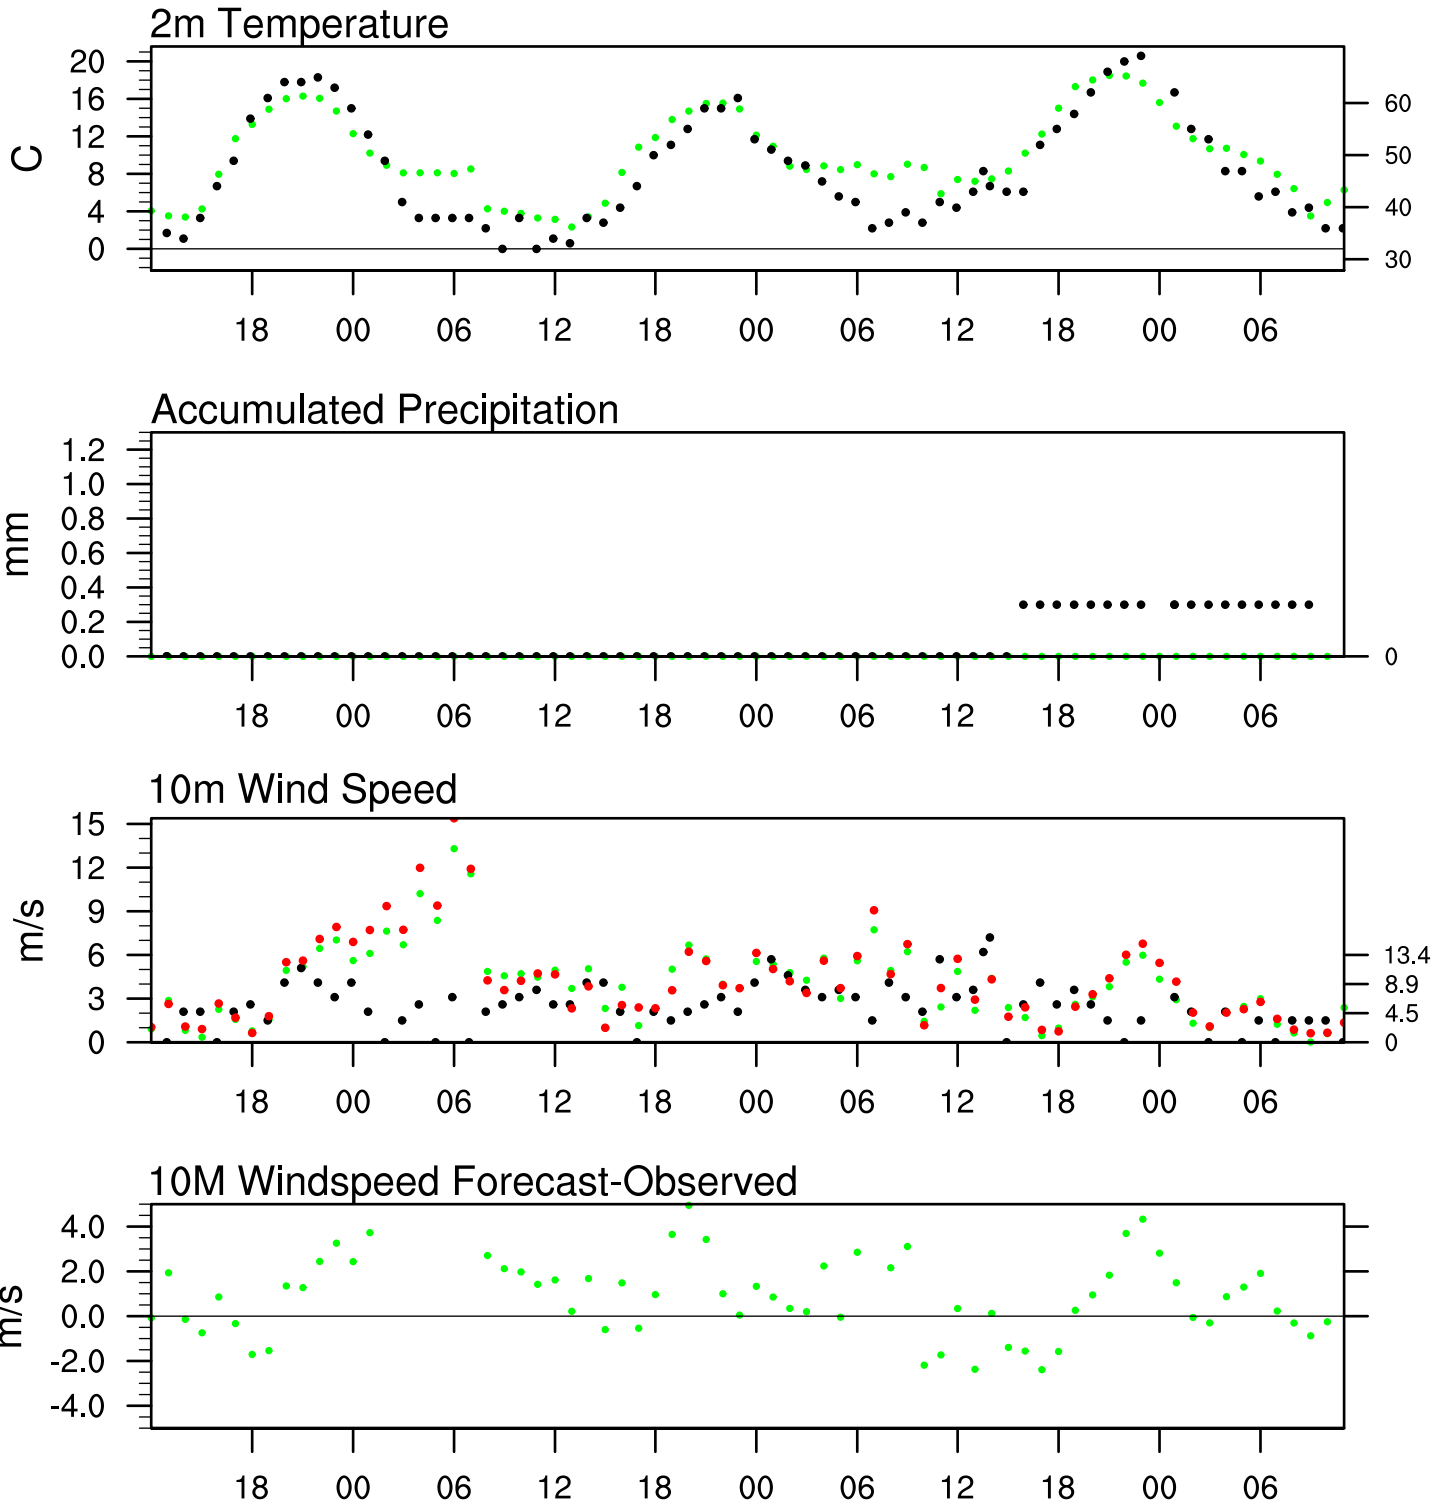 2m Temperature
20
16
12
8
4
0
C
60
50
40
30
18 00 06 12 18 00 06 12 18 00 06
Accumulated Precipitation
1.2
1.0
0.8
0.6
0.4
0.2
0.0
mm
0
18 00 06 12 18 00 06 12 18 00 06
10m Wind Speed
15
12
9
6
3
0
m/s
13.4
8.9
4.5
0
18 00 06 12 18 00 06 12 18 00 06
10M Windspeed Forecast-Observed
4.0
2.0
0.0
-2.0
-4.0
m/s
18 00 06 12 18 00 06 12 18 00 06